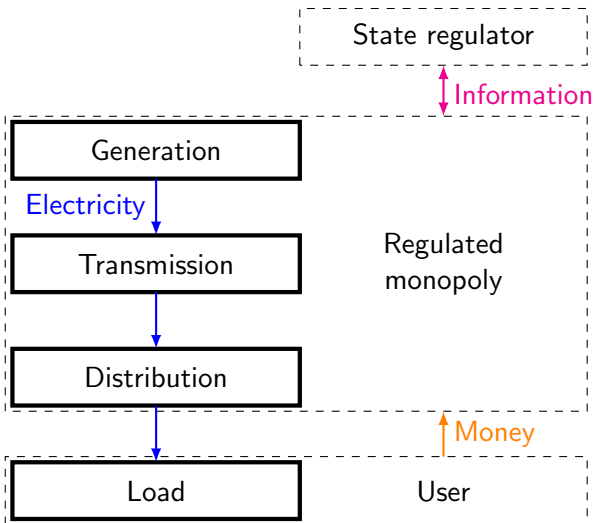 State regulator
Information
Generation
Electricity
Transmission
Regulated
monopoly
Distribution
Money
Load
User